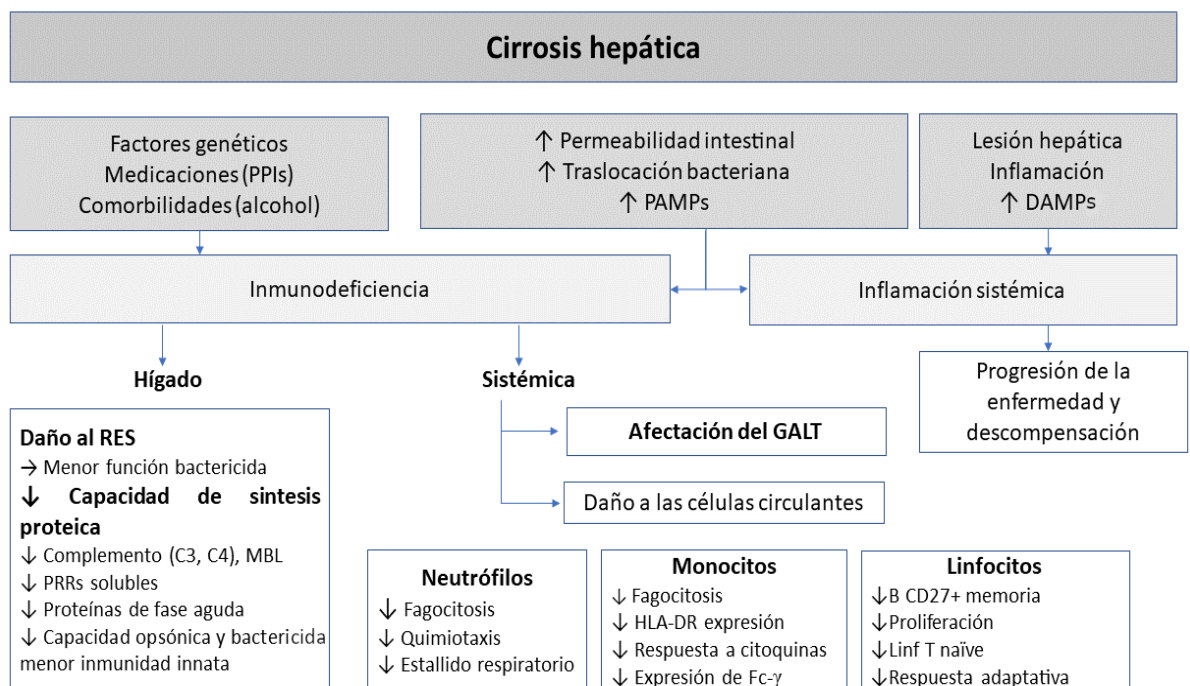 Cirrosis hepática
Factores genéticos
Medicaciones (PPIs)
Comorbilidades (alcohol)
↑ Permeabilidad intestinal
↑ Traslocación bacteriana
↑ PAMPs
Lesión hepática
Inflamación
↑ DAMPs
Inmunodeficiencia
Inflamación sistémica
Hígado
Sistémica
Progresión de la
enfermedad y
descompensación
Daño al RES
→ Menor función bactericida
↓ Capacidad de sintesis
proteica
↓ Complemento (C3, C4), MBL
↓ PRRs solubles
↓ Proteínas de fase aguda
↓ Capacidad opsónica y bactericida
menor inmunidad innata
Afectación del GALT
Daño a las células circulantes
Neutrófilos
↓ Fagocitosis
↓ Quimiotaxis
↓ Estallido respiratorio
Monocitos
↓ Fagocitosis
↓ HLA-DR expresión
↓ Respuesta a citoquinas
↓ Expresión de Fc-γ
Linfocitos
↓B CD27+ memoria
↓Proliferación
↓Linf T naïve
↓Respuesta adaptativa